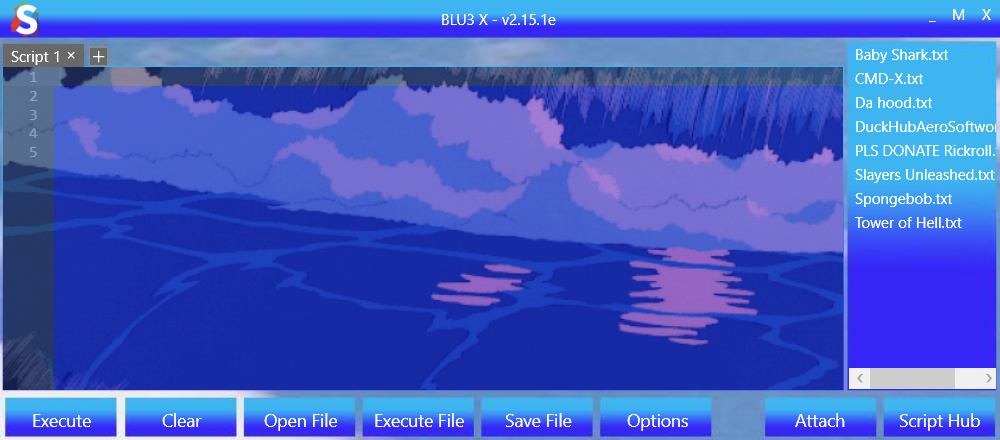 BLU3 X - v2.15.1e
_ M X
Script 1 × +
1
2
3
4
5
Baby Shark.txt
CMD-X.txt
Da hood.txt
DuckHubAeroSoftwor
PLS DONATE Rickroll.
Slayers Unleashed.txt
Spongebob.txt
Tower of Hell.txt
Execute Clear Open File Execute File Save File Options Attach Script Hub